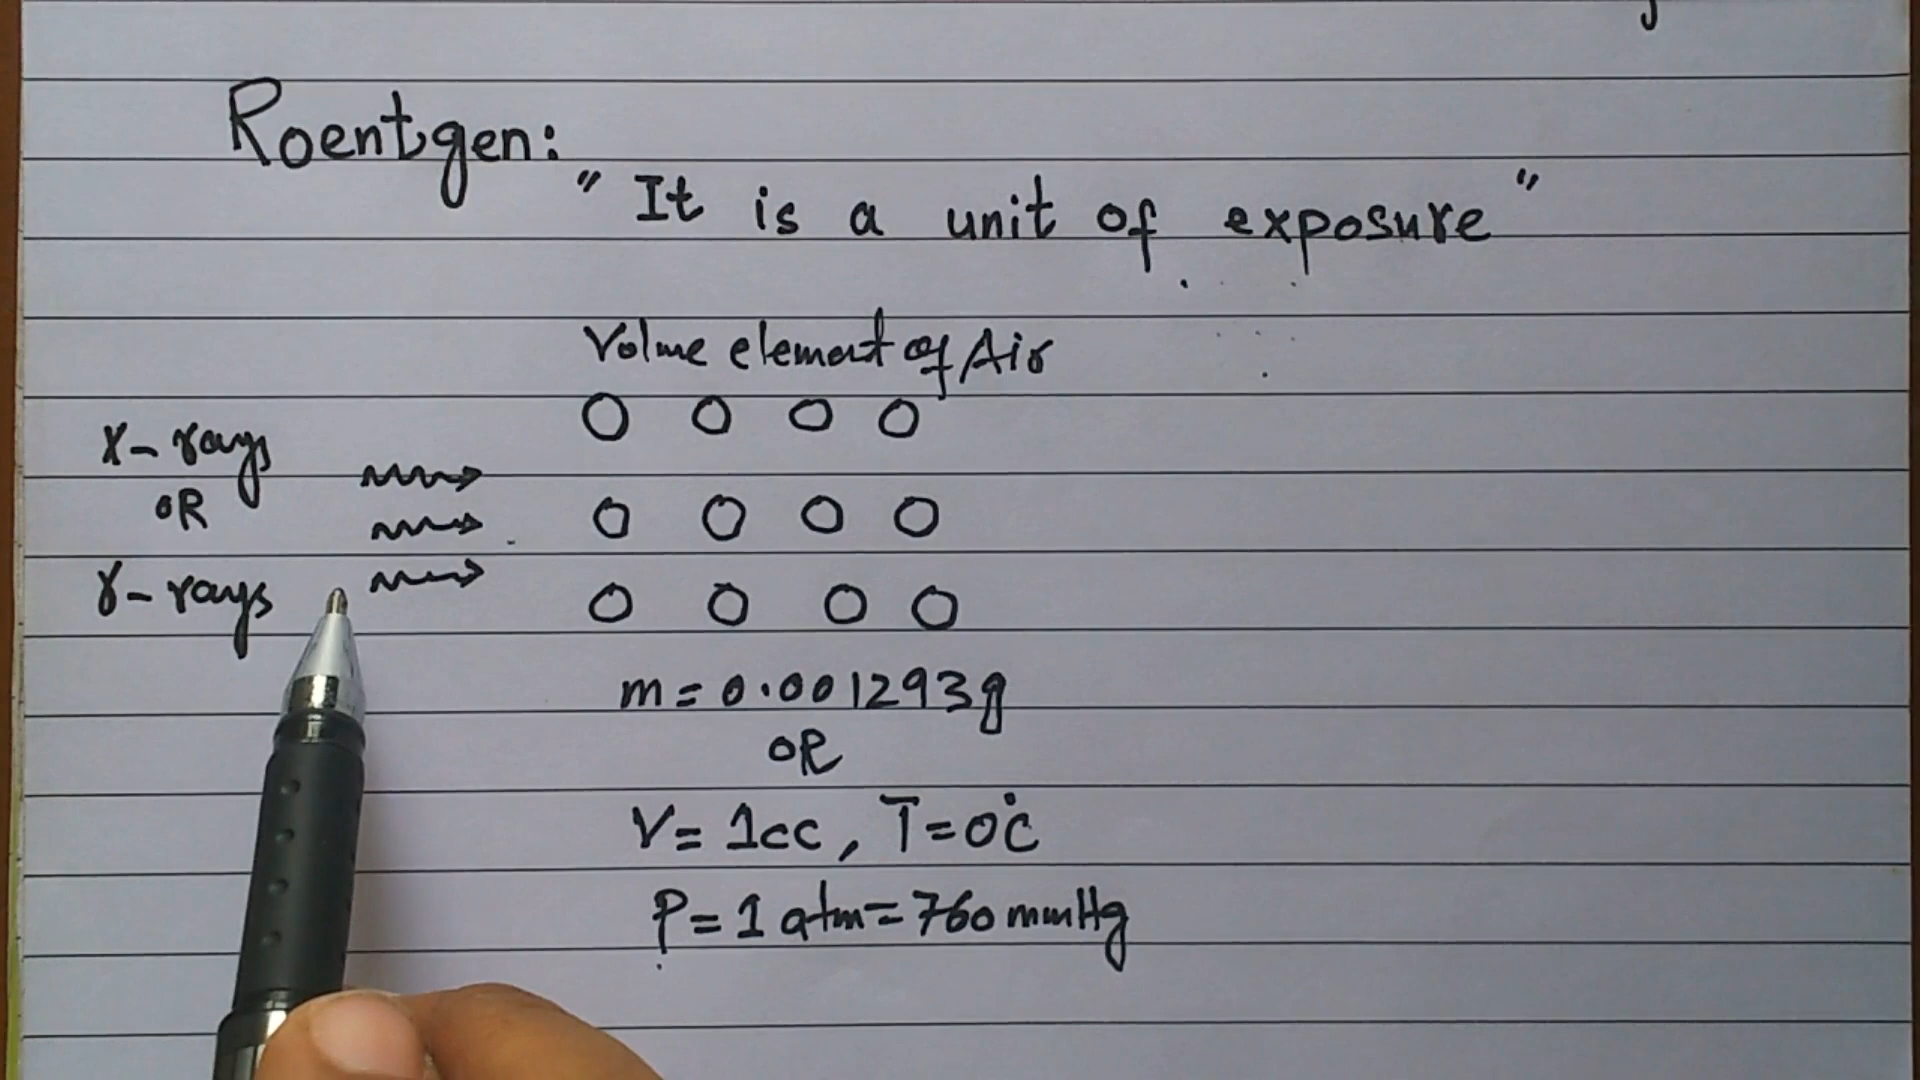 Roentgen:
" It is a unit of exposure "
Volme element of Air
X-rays
OR
γ-rays
m = 0.001293g
OR
V = 1cc, T = 0°C
P = 1 atm = 760 mmHg